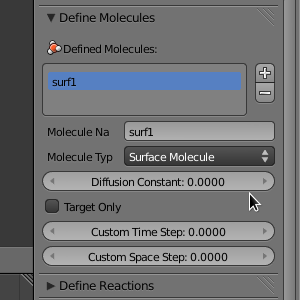 Define Molecules
Defined Molecules:
surf1
Molecule Na surf1
Molecule Typ Surface Molecule
Diffusion Constant: 0.0000
Target Only
Custom Time Step: 0.0000
Custom Space Step: 0.0000
Define Reactions